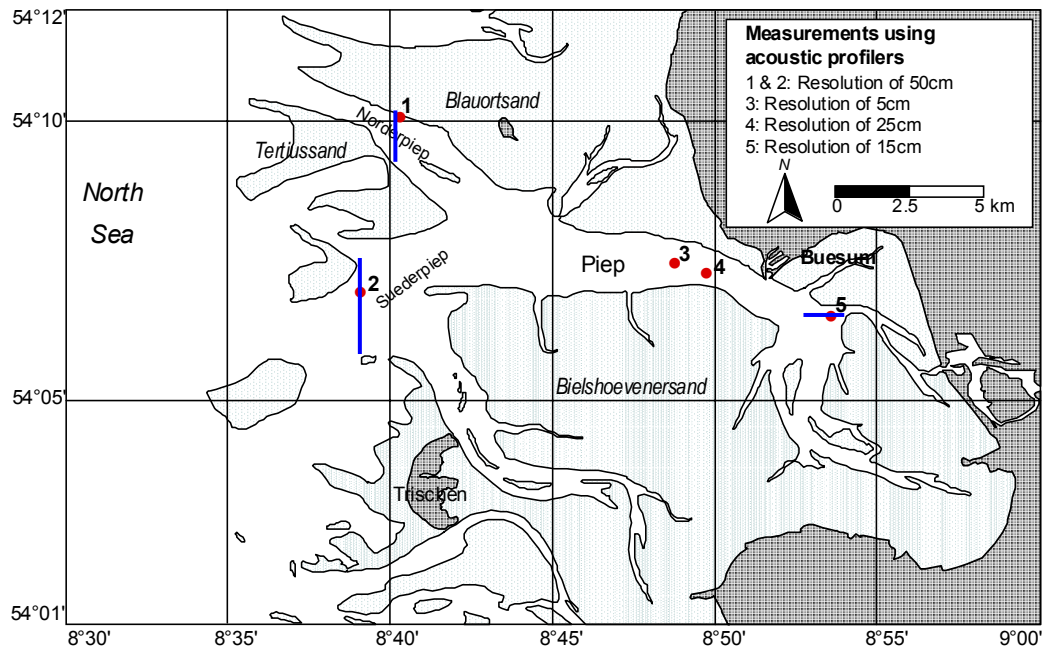 54°12'
54°10'
54°05'
54°01'
8°30'
8°35'
8°40'
8°45'
8°50'
8°55'
9°00'
Measurements using
acoustic profilers
1 & 2: Resolution of 50cm
3: Resolution of 5cm
4: Resolution of 25cm
5: Resolution of 15cm
N
0 2.5 5 km
Blauortsand
1
Norderpiep
Tertiussand
North
Sea
2
Suederpiep
Piep
3
4
Buesum
5
Bielshoevenersand
Trischen